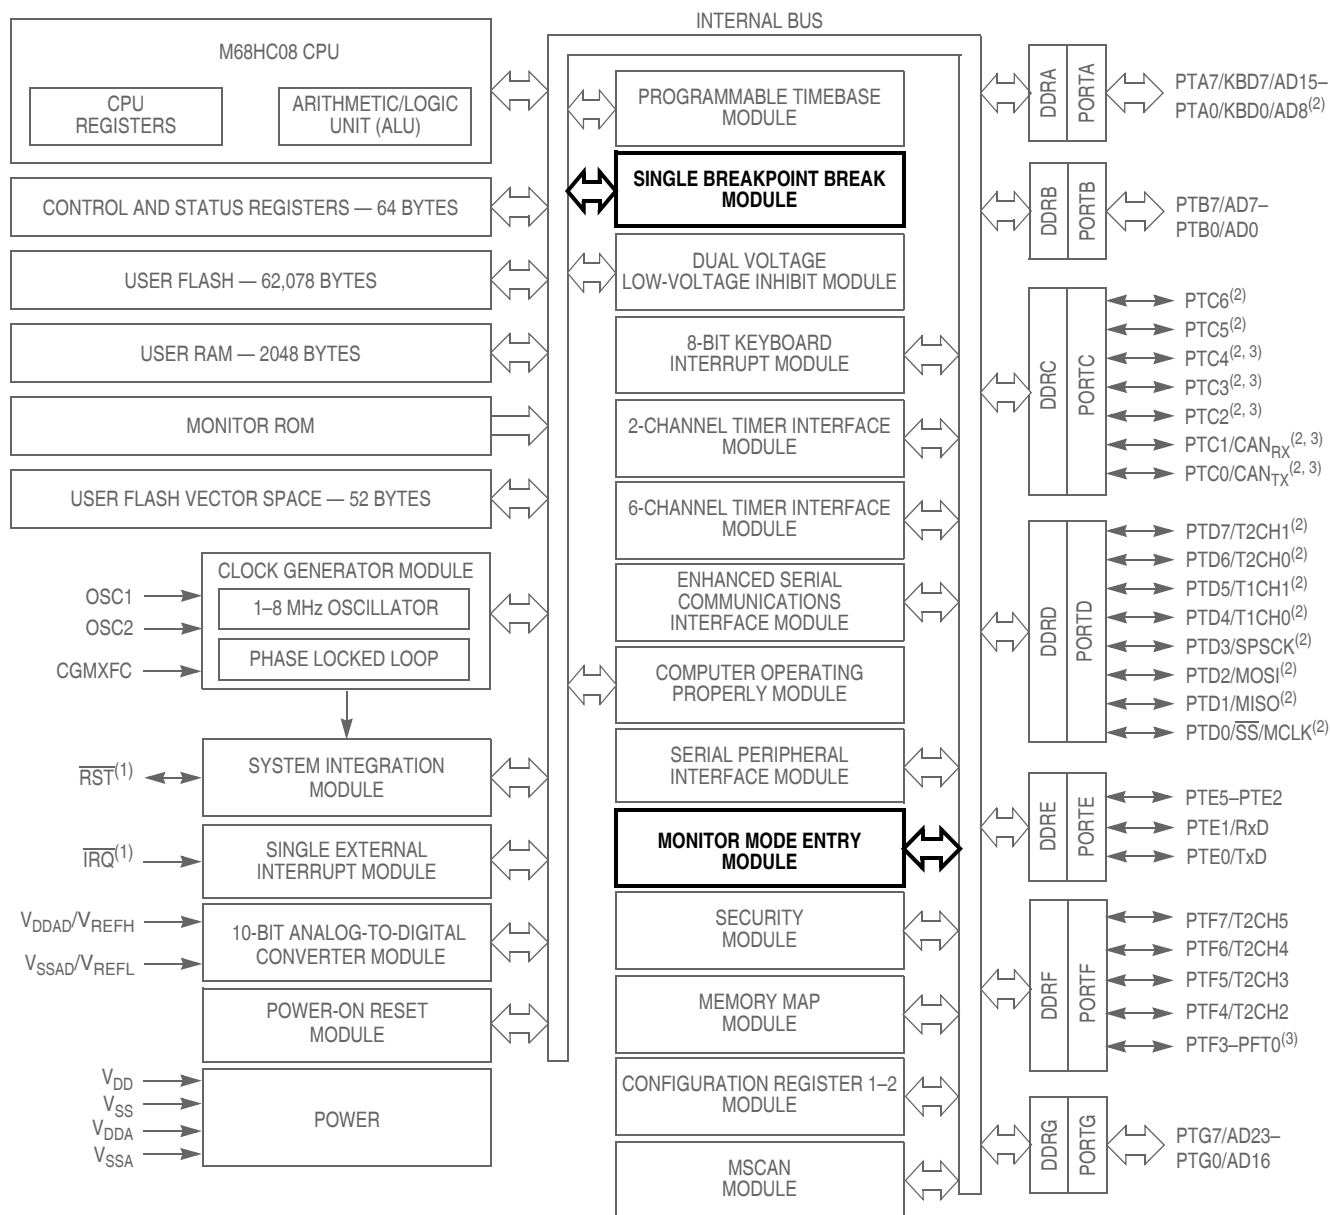 INTERNAL BUS
M68HC08 CPU
CPU
REGISTERS
ARITHMETIC/LOGIC
UNIT (ALU)
CONTROL AND STATUS REGISTERS — 64 BYTES
USER FLASH — 62,078 BYTES
USER RAM — 2048 BYTES
MONITOR ROM
USER FLASH VECTOR SPACE — 52 BYTES
CLOCK GENERATOR MODULE
1–8 MHz OSCILLATOR
PHASE LOCKED LOOP
OSC1
OSC2
CGMXFC
SYSTEM INTEGRATION
MODULE
RST(1)
SINGLE EXTERNAL
INTERRUPT MODULE
IRQ(1)
10-BIT ANALOG-TO-DIGITAL
CONVERTER MODULE
VDDAD/VREFH
VSSAD/VREFL
POWER-ON RESET
MODULE
POWER
VDD
VSS
VDDA
VSSA
PROGRAMMABLE TIMEBASE
MODULE
SINGLE BREAKPOINT BREAK
MODULE
DUAL VOLTAGE
LOW-VOLTAGE INHIBIT MODULE
8-BIT KEYBOARD
INTERRUPT MODULE
2-CHANNEL TIMER INTERFACE
MODULE
6-CHANNEL TIMER INTERFACE
MODULE
ENHANCED SERIAL
COMMUNICATIONS
INTERFACE MODULE
COMPUTER OPERATING
PROPERLY MODULE
SERIAL PERIPHERAL
INTERFACE MODULE
MONITOR MODE ENTRY
MODULE
SECURITY
MODULE
MEMORY MAP
MODULE
CONFIGURATION REGISTER 1–2
MODULE
MSCAN
MODULE
DDRA
PORTA
PTA7/KBD7/AD15–
PTA0/KBD0/AD8(2)
DDRB
PORTB
PTB7/AD7–
PTB0/AD0
DDRC
PORTC
PTC6(2)
PTC5(2)
PTC4(2, 3)
PTC3(2, 3)
PTC2(2, 3)
PTC1/CANRX(2, 3)
PTC0/CANTX(2, 3)
DDRD
PORTD
PTD7/T2CH1(2)
PTD6/T2CH0(2)
PTD5/T1CH1(2)
PTD4/T1CH0(2)
PTD3/SPSCK(2)
PTD2/MOSI(2)
PTD1/MISO(2)
PTD0/SS/MCLK(2)
DDRE
PORTE
PTE5–PTE2
PTE1/RxD
PTE0/TxD
DDRF
PORTF
PTF7/T2CH5
PTF6/T2CH4
PTF5/T2CH3
PTF4/T2CH2
PTF3–PFT0(3)
DDRG
PORTG
PTG7/AD23–
PTG0/AD16